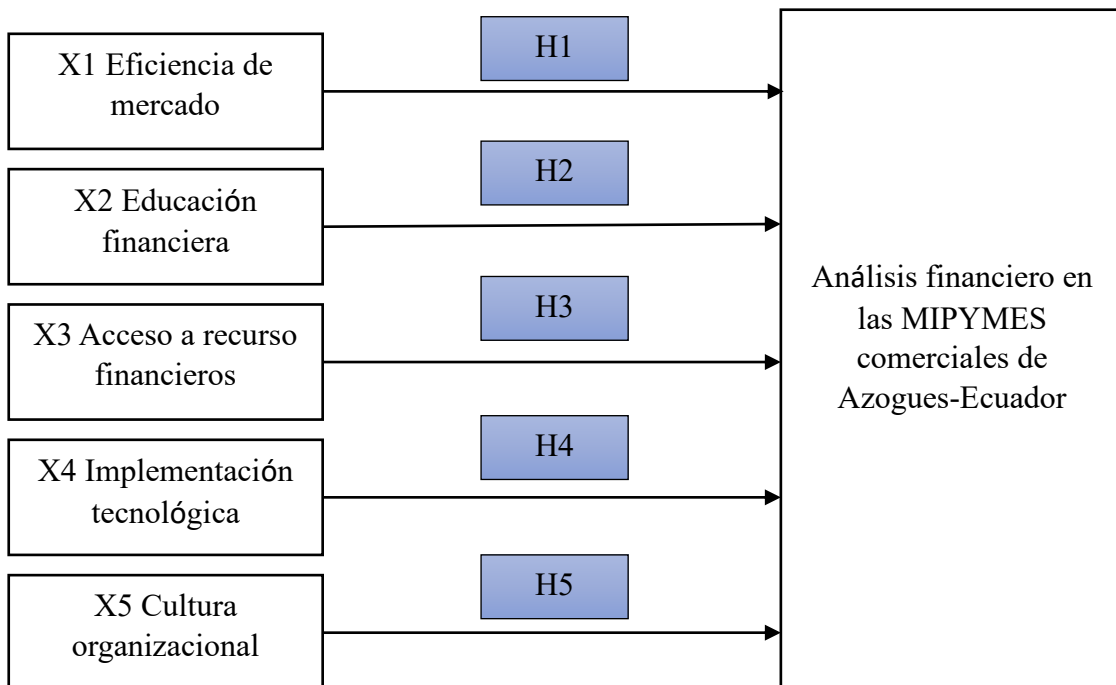 X1 Eficiencia de
mercado
H1
X2 Educación
financiera
H2
X3 Acceso a recurso
financieros
H3
X4 Implementación
tecnológica
H4
X5 Cultura
organizacional
H5
Análisis financiero en
las MIPYMES
comerciales de
Azogues-Ecuador